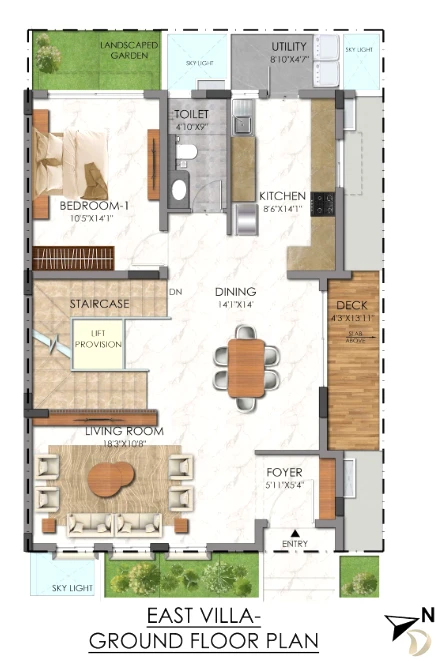 LANDSCAPED
GARDEN
SKY LIGHT
UTILITY
8'10"X4'7"
SKY LIGHT
TOILET
4'10"X9"
KITCHEN
8'6"X14'1"
BEDROOM-1
10'5"X14'1"
STAIRCASE
DN
LIFT
PROVISION
DINING
14'1"X14'
DECK
4'3"X13'11"
ABOVE
LIVING ROOM
18'3"X10'8"
FOYER
5'11"X5'4"
ENTRY
SKY LIGHT
EAST VILLA-
GROUND FLOOR PLAN
N